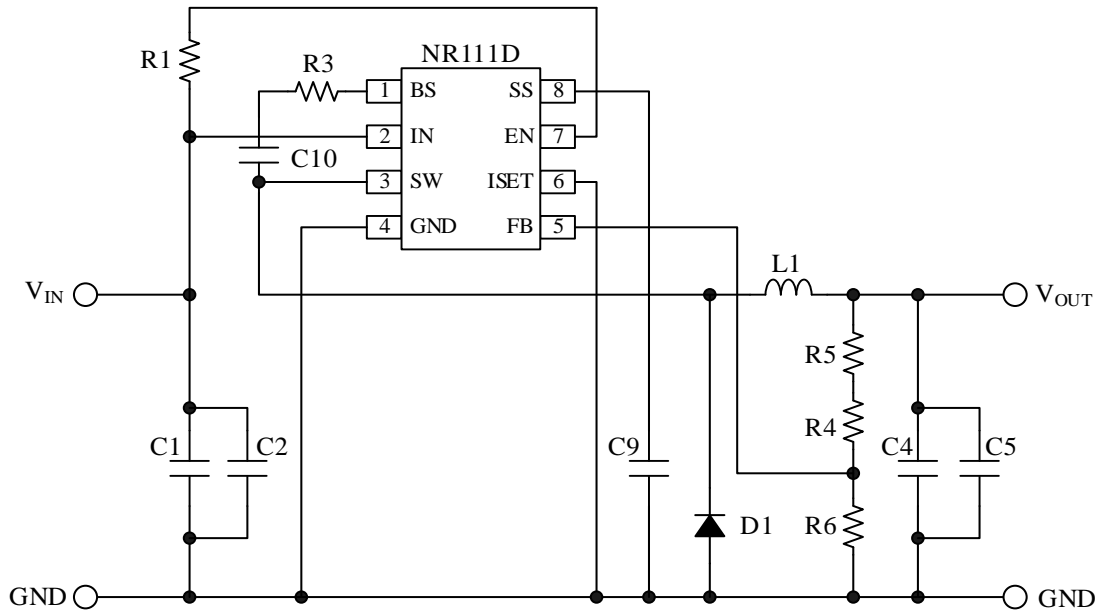 NR111D
R1
R3
1 BS SS 8
2 IN EN 7
C10
3 SW ISET 6
4 GND FB 5
L1
VIN
VOUT
R5
R4
C1 C2 C9 C4 C5
D1 R6
GND GND